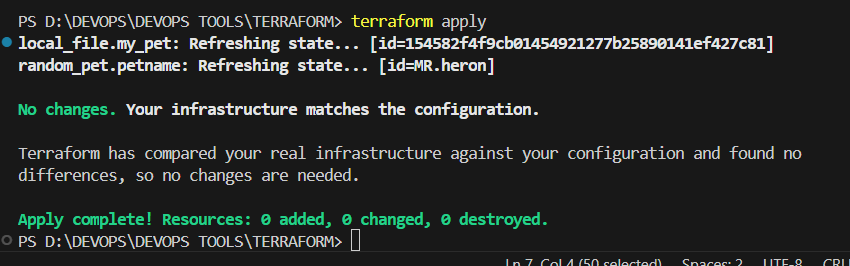 PS D:\DEVOPS\DEVOPS TOOLS\TERRAFORM> terraform apply
local_file.my_pet: Refreshing state... [id=154582f4f9cb01454921277b25890141ef427c81]
random_pet.petname: Refreshing state... [id=MR.heron]
No changes. Your infrastructure matches the configuration.
Terraform has compared your real infrastructure against your configuration and found no
differences, so no changes are needed.
Apply complete! Resources: 0 added, 0 changed, 0 destroyed.
PS D:\DEVOPS\DEVOPS TOOLS\TERRAFORM>
Ln 7, Col 4 (50 selected) Spaces: 2 UTF-8